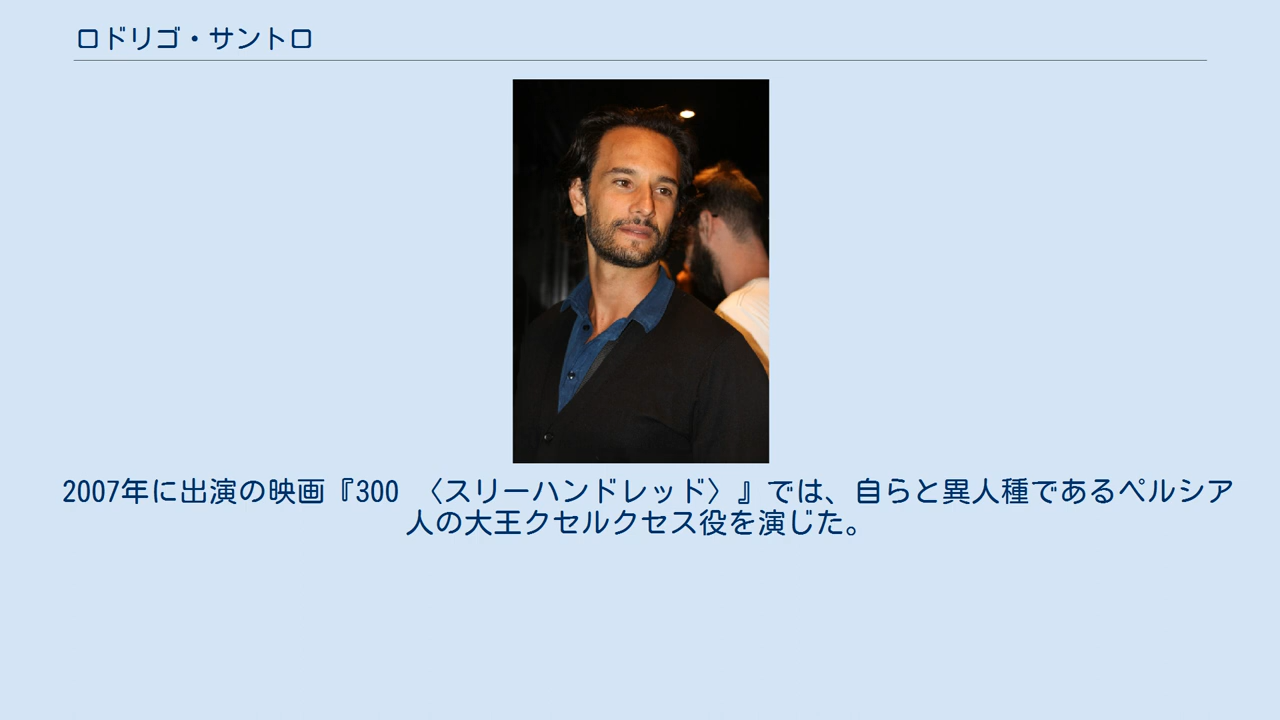 ロドリゴ・サントロ
2007年に出演の映画『300 〈スリーハンドレッド〉』では、自らと異人種であるペルシア
人の大王クセルクセス役を演じた。